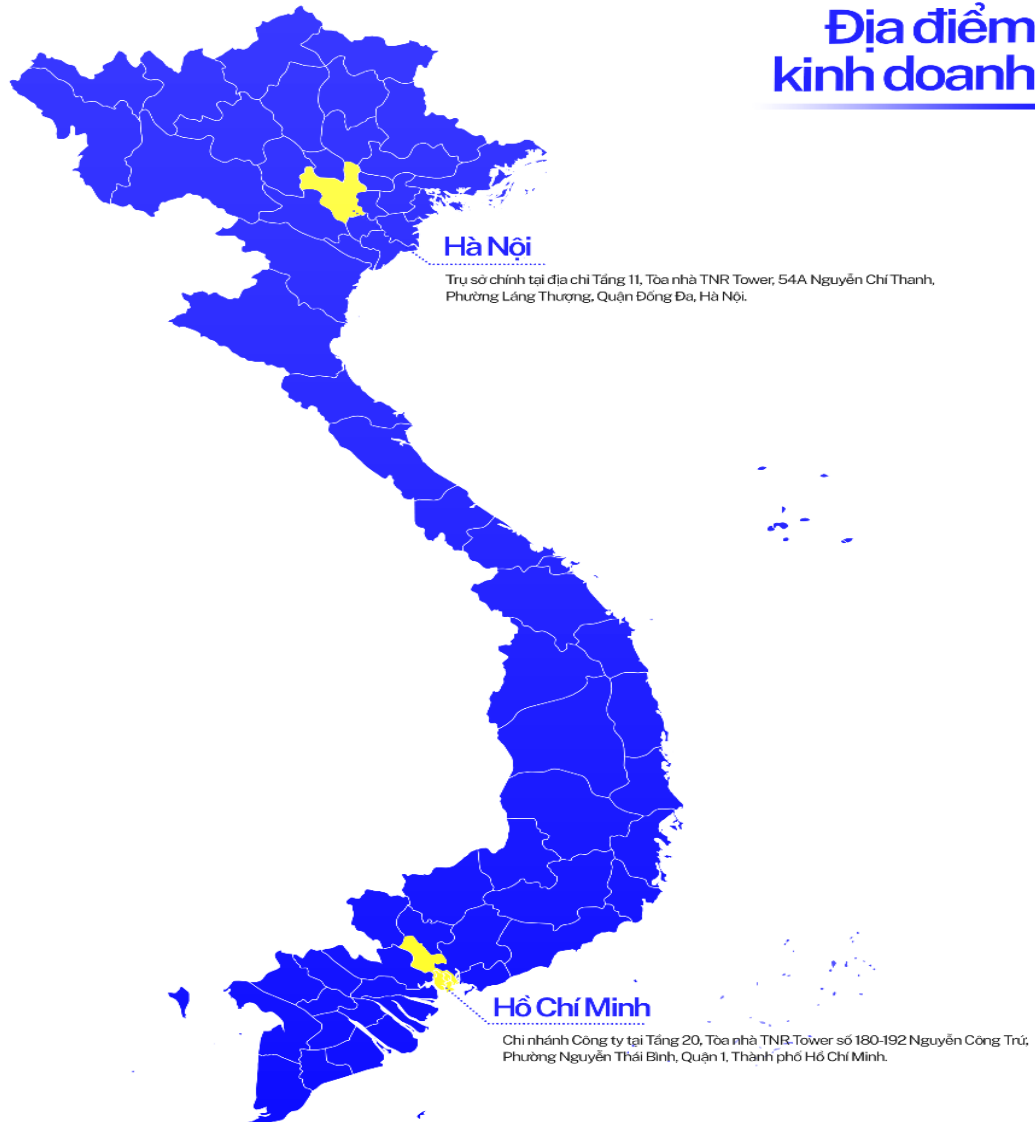 Địa điểm
kinh doanh
Hà Nội
Trụ sở chính tại địa chỉ Tầng 11, Tòa nhà TNR Tower, 54A Nguyễn Chí Thanh,
Phường Láng Thượng, Quận Đống Đa, Hà Nội.
Hồ Chí Minh
Chi nhánh Công ty tại Tầng 20, Tòa nhà TNR Tower số 180-192 Nguyễn Công Trứ,
Phường Nguyễn Thái Bình, Quận 1, Thành phố Hồ Chí Minh.